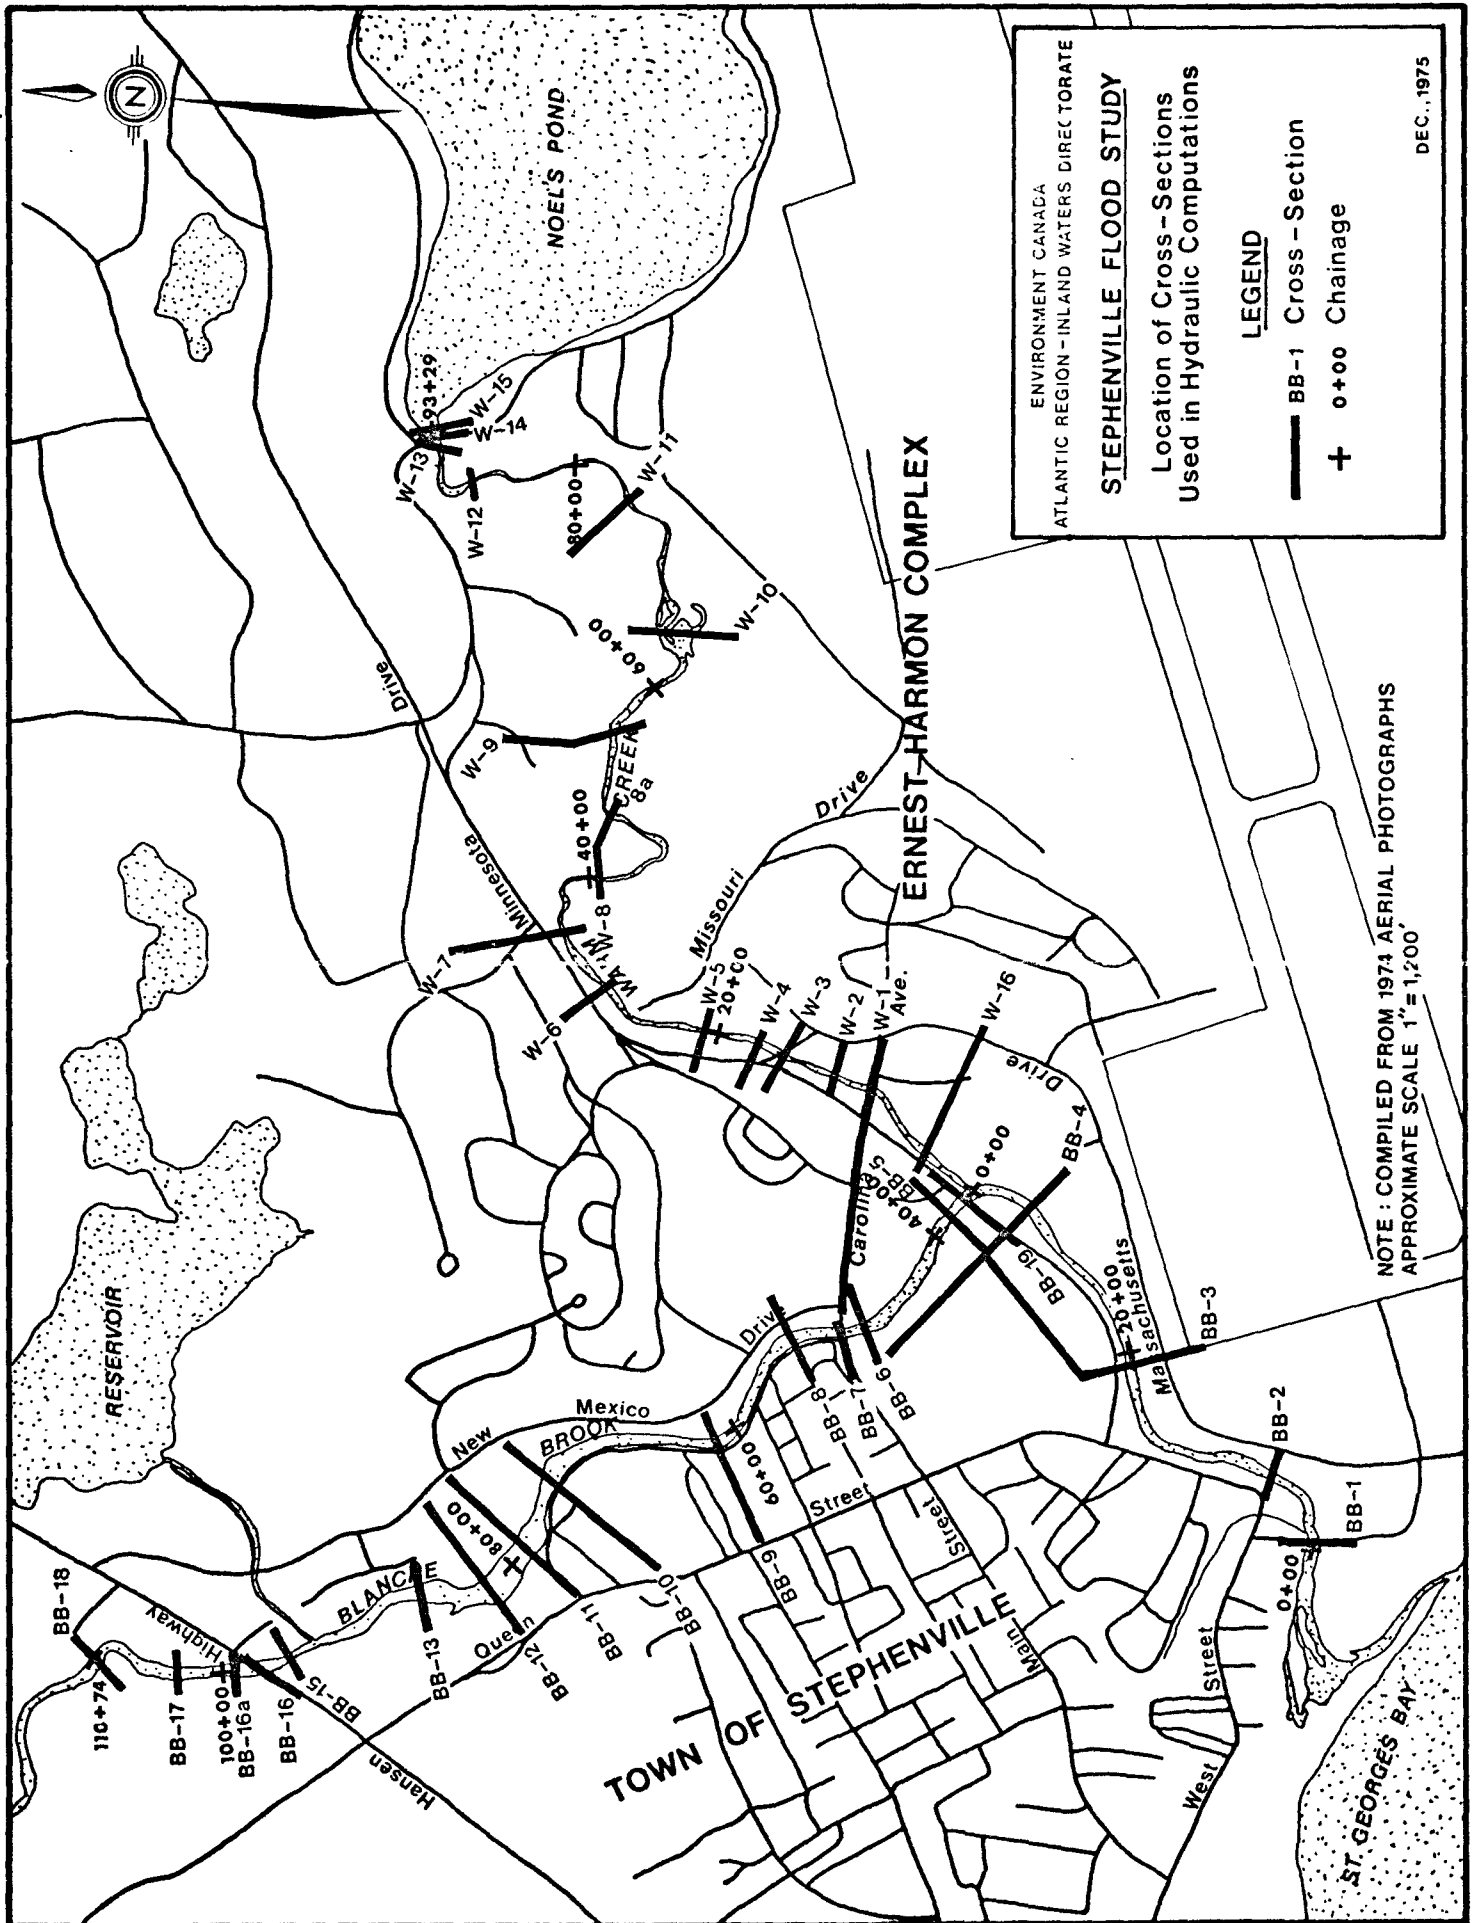 ENVIRONMENT CANADA
ATLANTIC REGION-INLAND WATERS DIRECTORATE
STEPHENVILLE FLOOD STUDY
Location of Cross-Sections
Used in Hydraulic Computations
LEGEND
BB-1 Cross-Section
0+00 Chainage
DEC., 1975
NOTE : COMPILED FROM 1974 AERIAL PHOTOGRAPHS
APPROXIMATE SCALE 1"=1,200'
N
NOEL'S POND
RESERVOIR
ERNEST HARMON COMPLEX
TOWN OF STEPHENVILLE
ST. GEORGES BAY
WARM CREEK
BLANCHE BROOK
Minnesota Drive
Missouri Drive
Carolina Ave.
Massachusetts Drive
New Mexico Drive
Hansen Highway
Queen Street
Main Street
West Street
93+29
W-15
W-14
W-13
W-12
80+00
W-11
W-10
60+00
W-9
8a
40+00
W-8
W-7
W-6
W-5
20+00
W-4
W-3
W-2
W-1
W-16
0+00
BB-4
BB-5
40+00
BB-19
20+00
BB-3
BB-2
BB-1
0+00
BB-6
BB-7
BB-8
60+00
BB-9
BB-10
BB-11
BB-12
80+00
BB-13
BB-15
BB-16
BB-16a
100+00
BB-17
110+74
BB-18